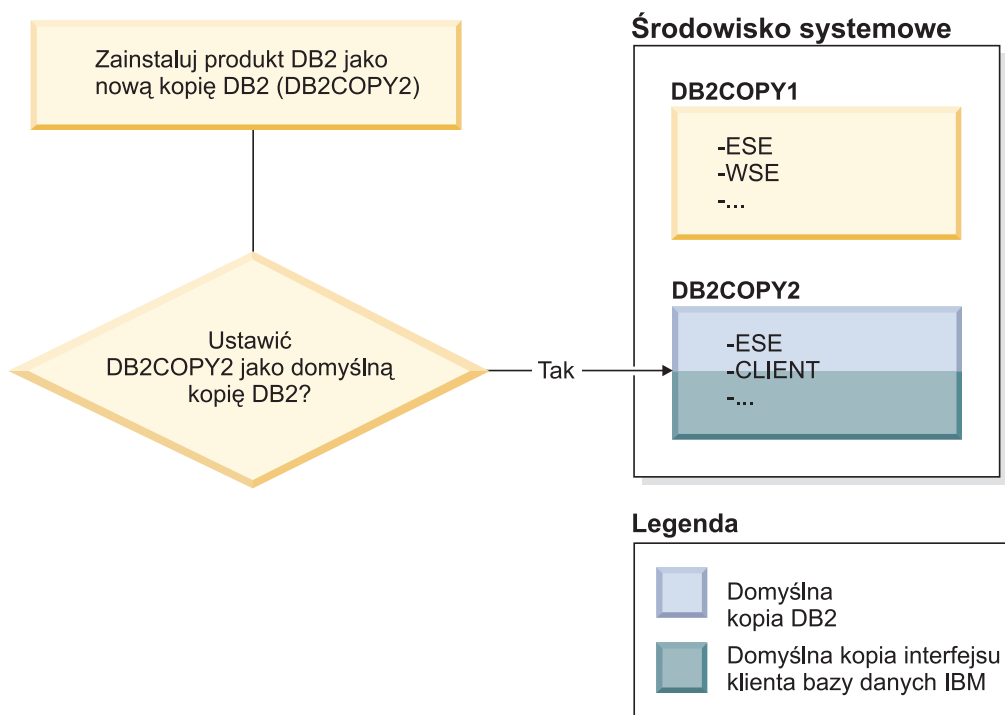 Zainstaluj produkt DB2 jako
nową kopię DB2 (DB2COPY2)
Ustawić
DB2COPY2 jako domyślną
kopię DB2?
Tak
Środowisko systemowe
DB2COPY1
-ESE
-WSE
-...
DB2COPY2
-ESE
-CLIENT
-...
Legenda
Domyślna
kopia DB2
Domyślna kopia interfejsu
klienta bazy danych IBM